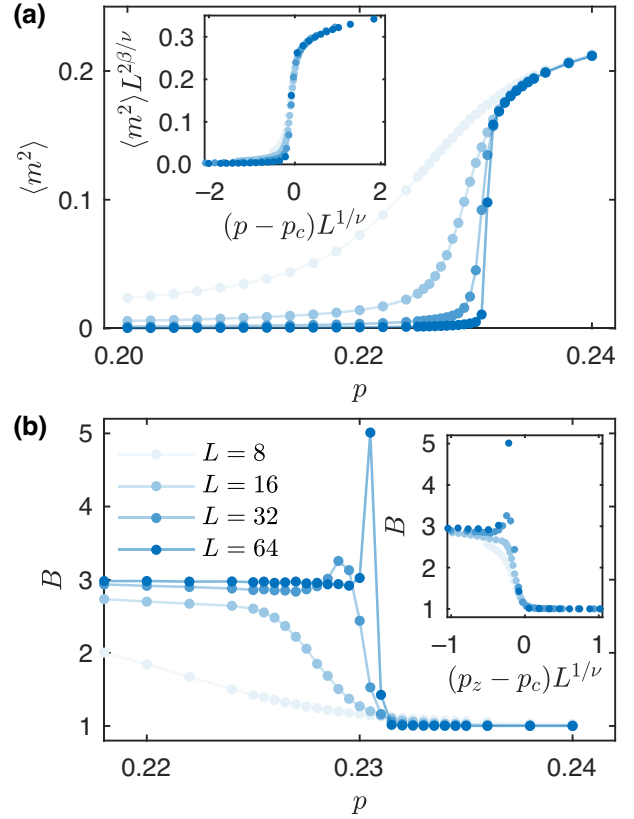 (a)
⟨m²⟩
0.2
0.1
0
0.20
0.22
0.24
p
⟨m²⟩L^{2β/ν}
0.3
0.2
0.1
0.0
−2
0
2
(p − p_c)L^{1/ν}
(b)
B
5
4
3
2
1
0.22
0.23
0.24
p
L = 8
L = 16
L = 32
L = 64
B
5
4
3
2
1
-1
0
1
(p_z − p_c)L^{1/ν}